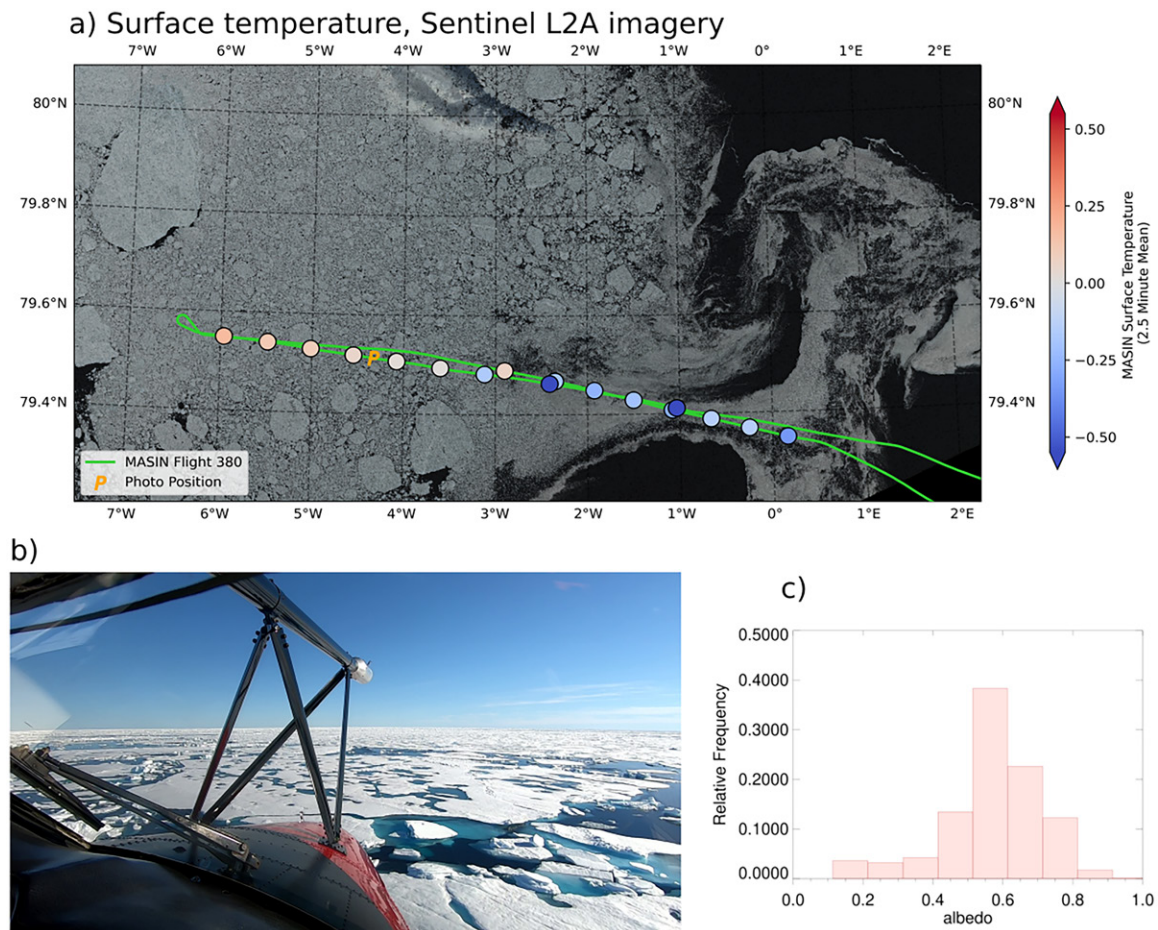 a) Surface temperature, Sentinel L2A imagery
7°W 6°W 5°W 4°W 3°W 2°W 1°W 0° 1°E 2°E
80°N 80°N
79.8°N 79.8°N
79.6°N 79.6°N
79.4°N 79.4°N
P
MASIN Flight 380
P Photo Position
7°W 6°W 5°W 4°W 3°W 2°W 1°W 0° 1°E 2°E
0.50
0.25
0.00
−0.25
−0.50
MASIN Surface Temperature
(2.5 Minute Mean)
b)
c)
0.5000
0.4000
0.3000
0.2000
0.1000
0.0000
Relative Frequency
0.0 0.2 0.4 0.6 0.8 1.0
albedo